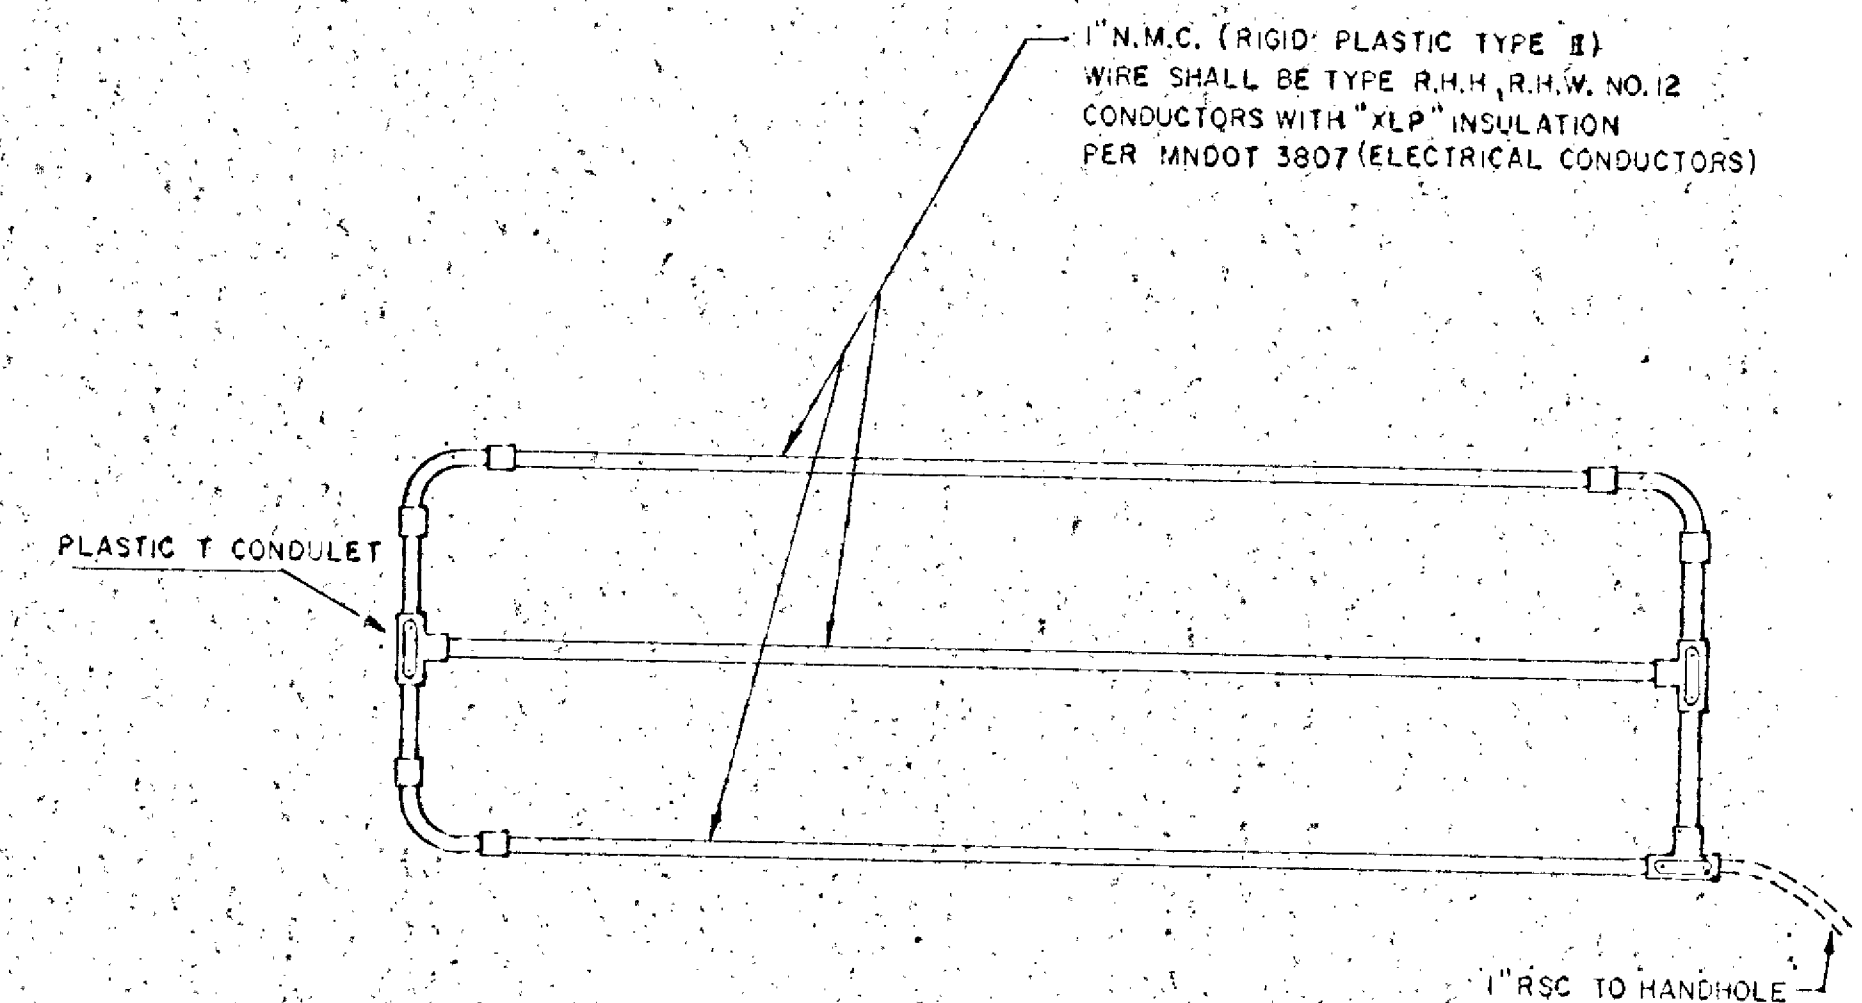 1" N.M.C. (RIGID PLASTIC TYPE II)
WIRE SHALL BE TYPE R.H.H, R.H.W. NO. 12
CONDUCTORS WITH "XLP" INSULATION
PER MNDOT 3807 (ELECTRICAL CONDUCTORS)
PLASTIC T CONDULET
1" RSC TO HANDHOLE